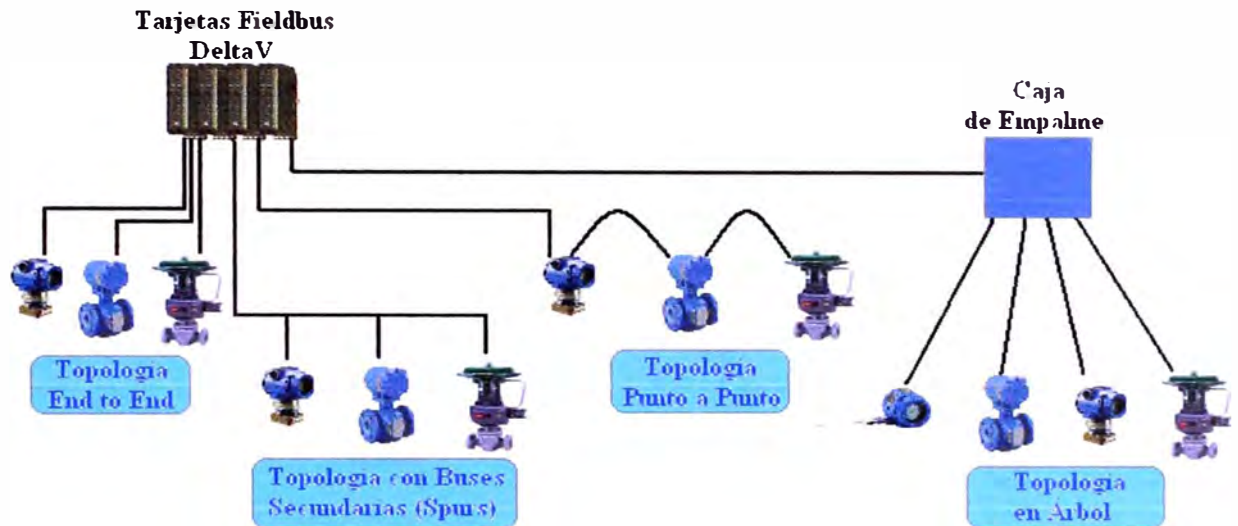 Tarjetas Fieldbus
DeltaV
Caja
de Empalme
Topologia
End to End
Topologia
Punto a Punto
Topologia con Buses
Secundarias (Spurs)
Topologia
en Arbol